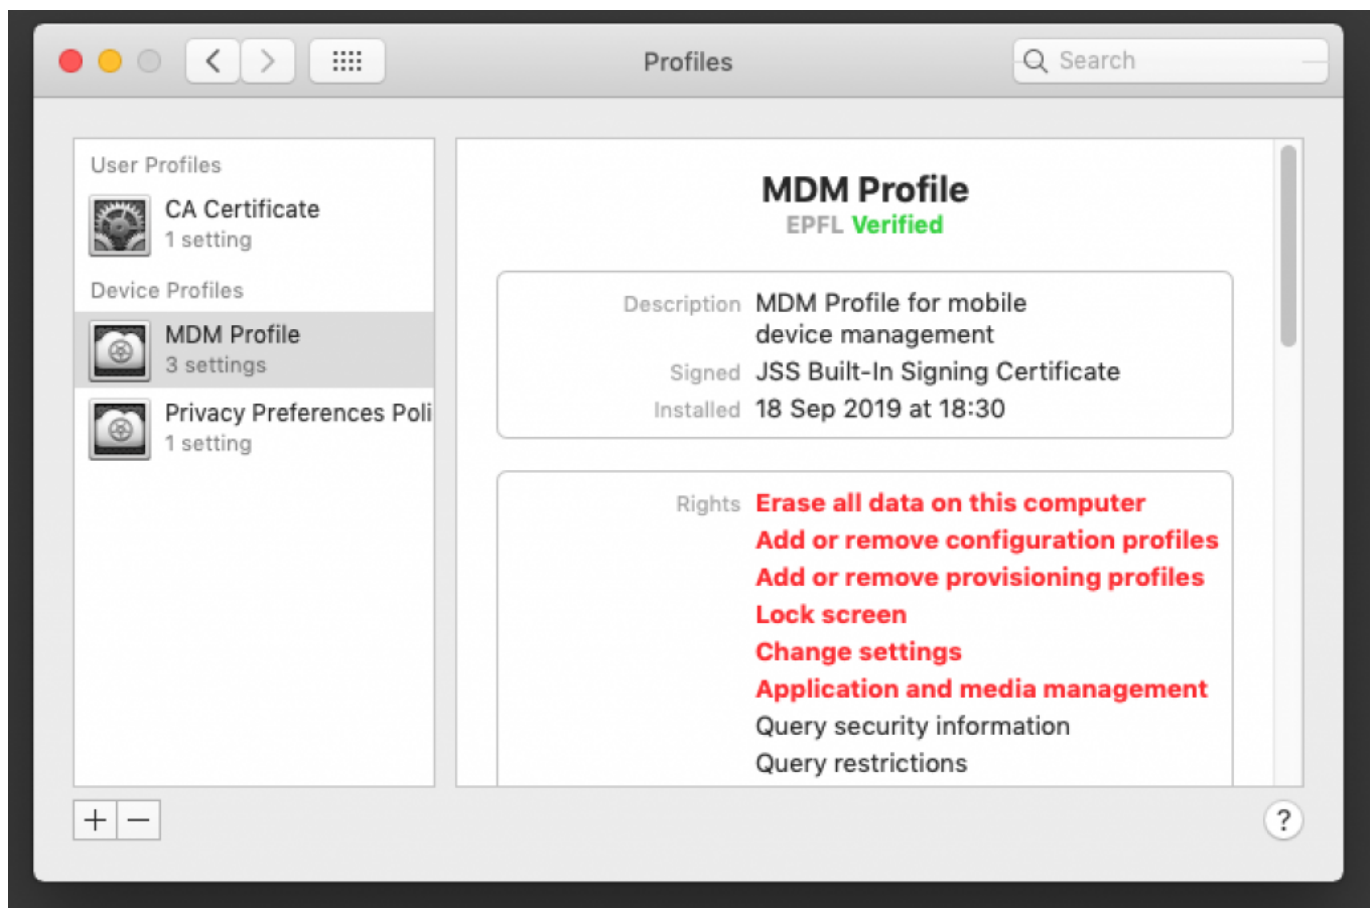 Profiles
Search
User Profiles
CA Certificate
1 setting
Device Profiles
MDM Profile
3 settings
Privacy Preferences Poli
1 setting
MDM Profile
EPFL Verified
Description MDM Profile for mobile
device management
Signed JSS Built-In Signing Certificate
Installed 18 Sep 2019 at 18:30
Rights Erase all data on this computer
Add or remove configuration profiles
Add or remove provisioning profiles
Lock screen
Change settings
Application and media management
Query security information
Query restrictions
+ −
?